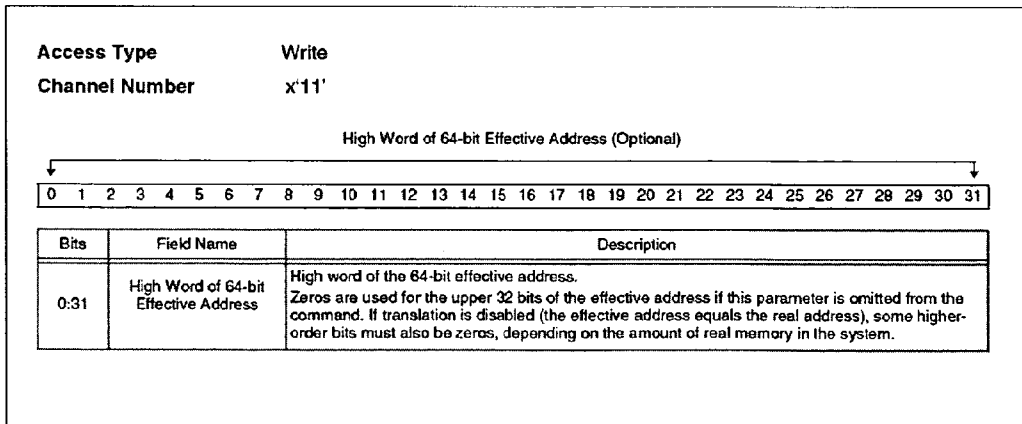 Access Type Write
Channel Number x'11'
High Word of 64-bit Effective Address (Optional)
0 1 2 3 4 5 6 7 8 9 10 11 12 13 14 15 16 17 18 19 20 21 22 23 24 25 26 27 28 29 30 31
Bits Field Name Description
0:31 High Word of 64-bit Effective Address
High word of the 64-bit effective address.
Zeros are used for the upper 32 bits of the effective address if this parameter is omitted from the
command. If translation is disabled (the effective address equals the real address), some higher-
order bits must also be zeros, depending on the amount of real memory in the system.